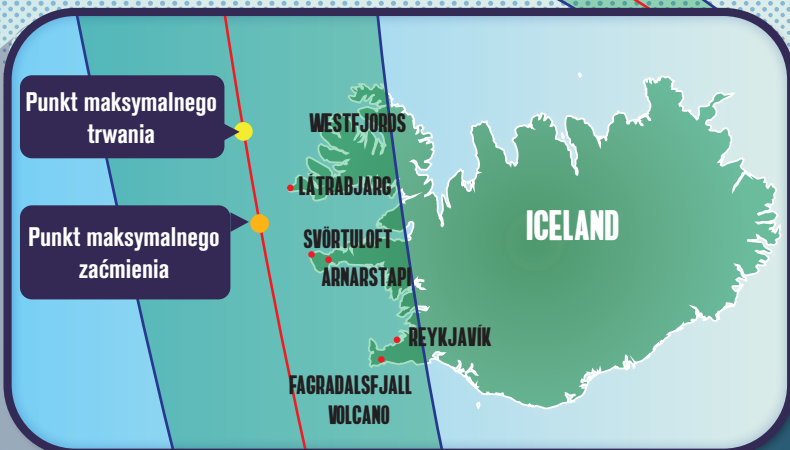 Punkt maksymalnego
trwania
WESTFJORDS
LÁTRABJARG
Punkt maksymalnego
zaćmienia
SVÖRTULOFT
ARNARSTAPI
ICELAND
REYKJAVÍK
FAGRADALSFJALL
VOLCANO